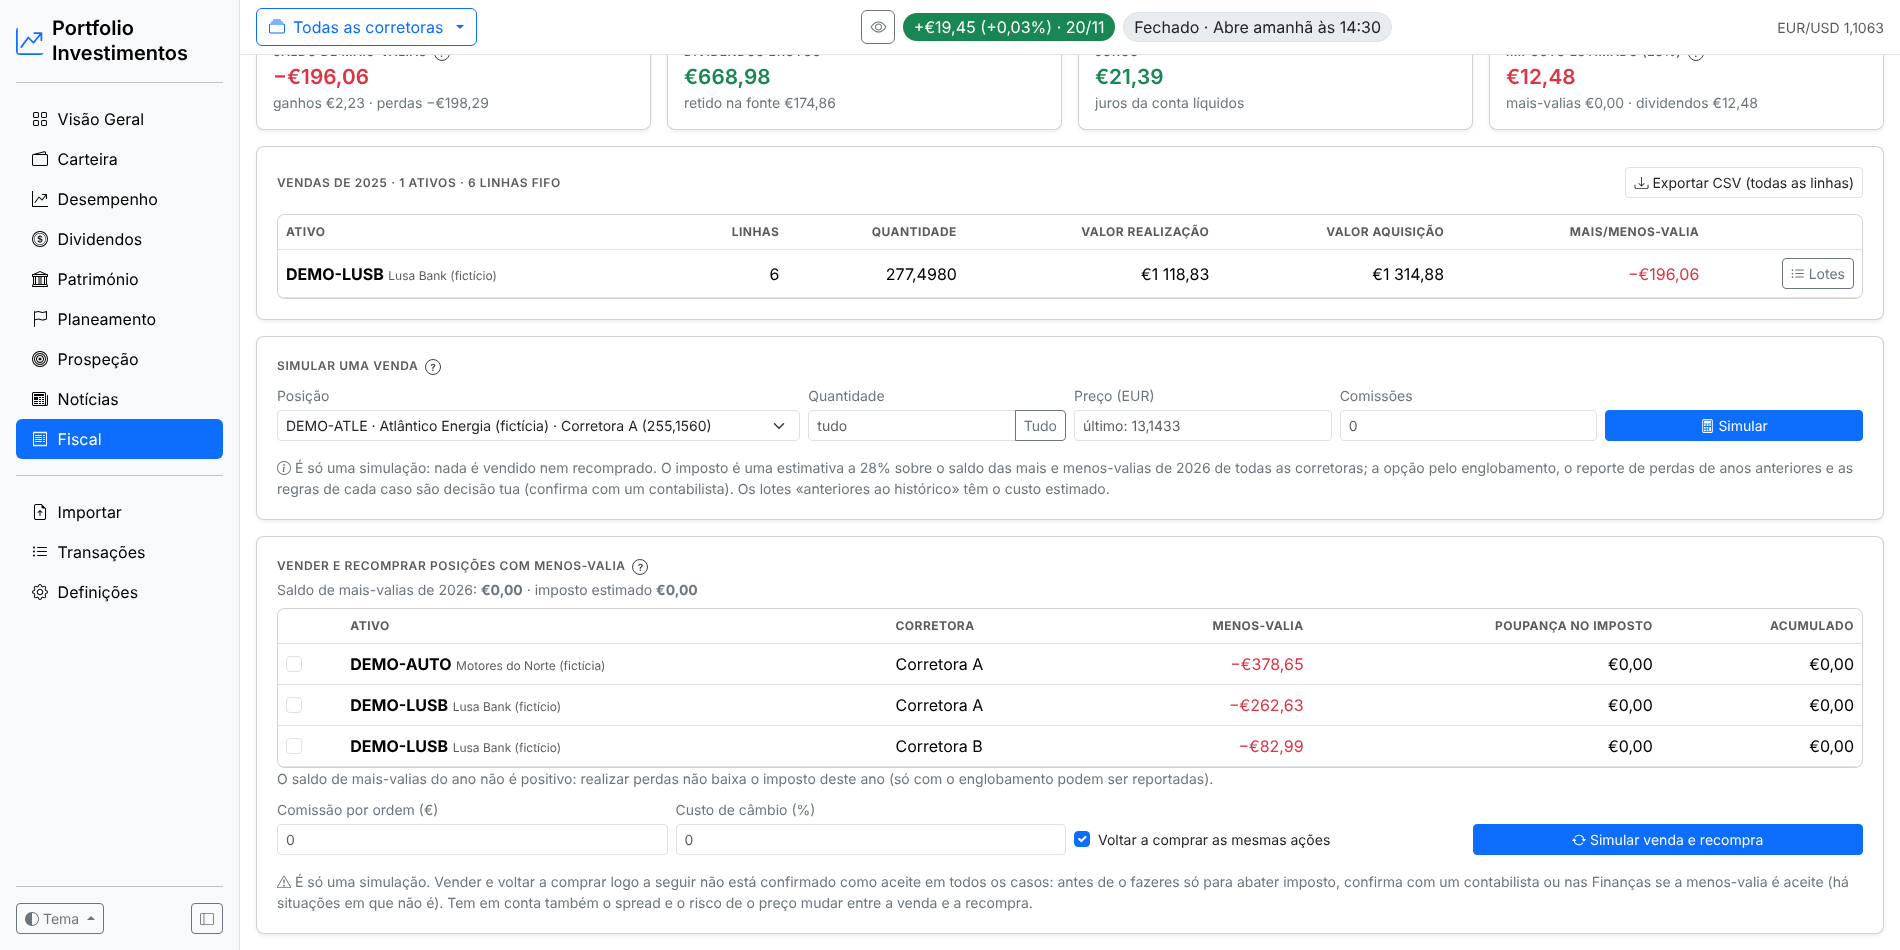 Portfolio
Investimentos
Visão Geral
Carteira
Desempenho
Dividendos
Património
Planeamento
Prospeção
Notícias
Fiscal
Importar
Transações
Definições
Tema
Todas as corretoras
+€19,45 (+0,03%) · 20/11
Fechado · Abre amanhã às 14:30
EUR/USD 1,1063
−€196,06
ganhos €2,23 · perdas −€198,29
€668,98
retido na fonte €174,86
€21,39
juros da conta líquidos
€12,48
mais-valias €0,00 · dividendos €12,48
VENDAS DE 2025 · 1 ATIVOS · 6 LINHAS FIFO
Exportar CSV (todas as linhas)
ATIVO LINHAS QUANTIDADE VALOR REALIZAÇÃO VALOR AQUISIÇÃO MAIS/MENOS-VALIA
DEMO-LUSB Lusa Bank (fictício) 6 277,4980 €1 118,83 €1 314,88 −€196,06 Lotes
SIMULAR UMA VENDA ?
Posição Quantidade Preço (EUR) Comissões
DEMO-ATLE · Atlântico Energia (fictícia) · Corretora A (255,1560) tudo Tudo último: 13,1433 0 Simular
É só uma simulação: nada é vendido nem recomprado. O imposto é uma estimativa a 28% sobre o saldo das mais e menos-valias de 2026 de todas as corretoras; a opção pelo englobamento, o reporte de perdas de anos anteriores e as
regras de cada caso são decisão tua (confirma com um contabilista). Os lotes «anteriores ao histórico» têm o custo estimado.
VENDER E RECOMPRAR POSIÇÕES COM MENOS-VALIA ?
Saldo de mais-valias de 2026: €0,00 · imposto estimado €0,00
ATIVO CORRETORA MENOS-VALIA POUPANÇA NO IMPOSTO ACUMULADO
DEMO-AUTO Motores do Norte (fictícia) Corretora A −€378,65 €0,00 €0,00
DEMO-LUSB Lusa Bank (fictício) Corretora A −€262,63 €0,00 €0,00
DEMO-LUSB Lusa Bank (fictício) Corretora B −€82,99 €0,00 €0,00
O saldo de mais-valias do ano não é positivo: realizar perdas não baixa o imposto deste ano (só com o englobamento podem ser reportadas).
Comissão por ordem (€) Custo de câmbio (%)
0 0 Voltar a comprar as mesmas ações Simular venda e recompra
É só uma simulação. Vender e voltar a comprar logo a seguir não está confirmado como aceite em todos os casos: antes de o fazeres só para abater imposto, confirma com um contabilista ou nas Finanças se a menos-valia é aceite (há
situações em que não é). Tem em conta também o spread e o risco de o preço mudar entre a venda e a recompra.